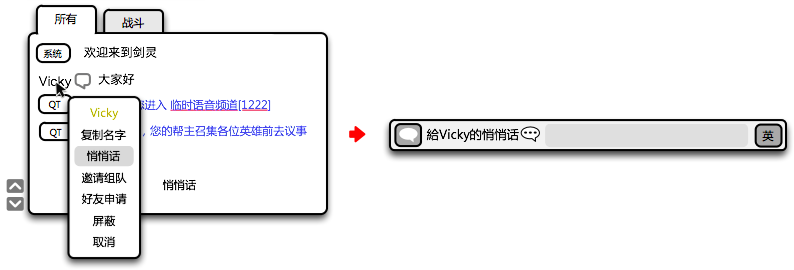 所有
战斗
系统 欢迎来到剑灵
Vicky 大家好
QT 进入 临时语音频道[1222]
QT ，您的帮主召集各位英雄前去议事
Vicky
复制名字
悄悄话
邀请组队
好友申请
屏蔽
取消
悄悄话
給Vicky的悄悄话
英